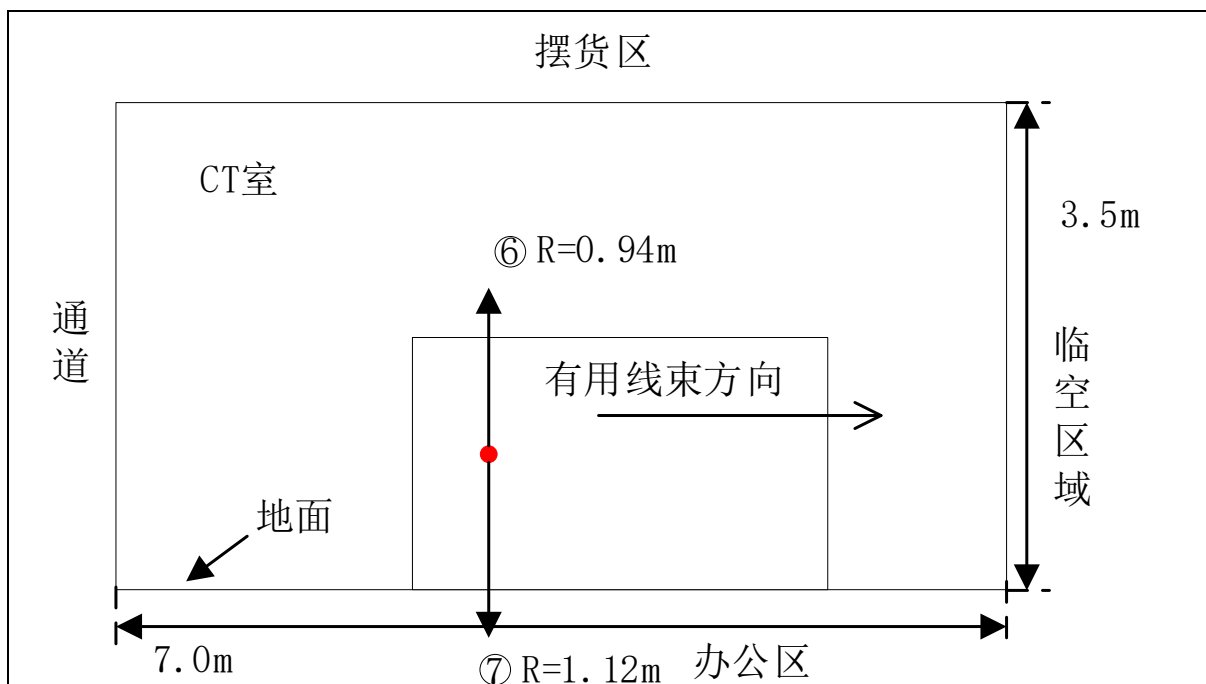 摆货区
CT室
3.5m
⑥ R=0.94m
通道
有用线束方向
临空区域
地面
7.0m
⑦ R=1.12m
办公区